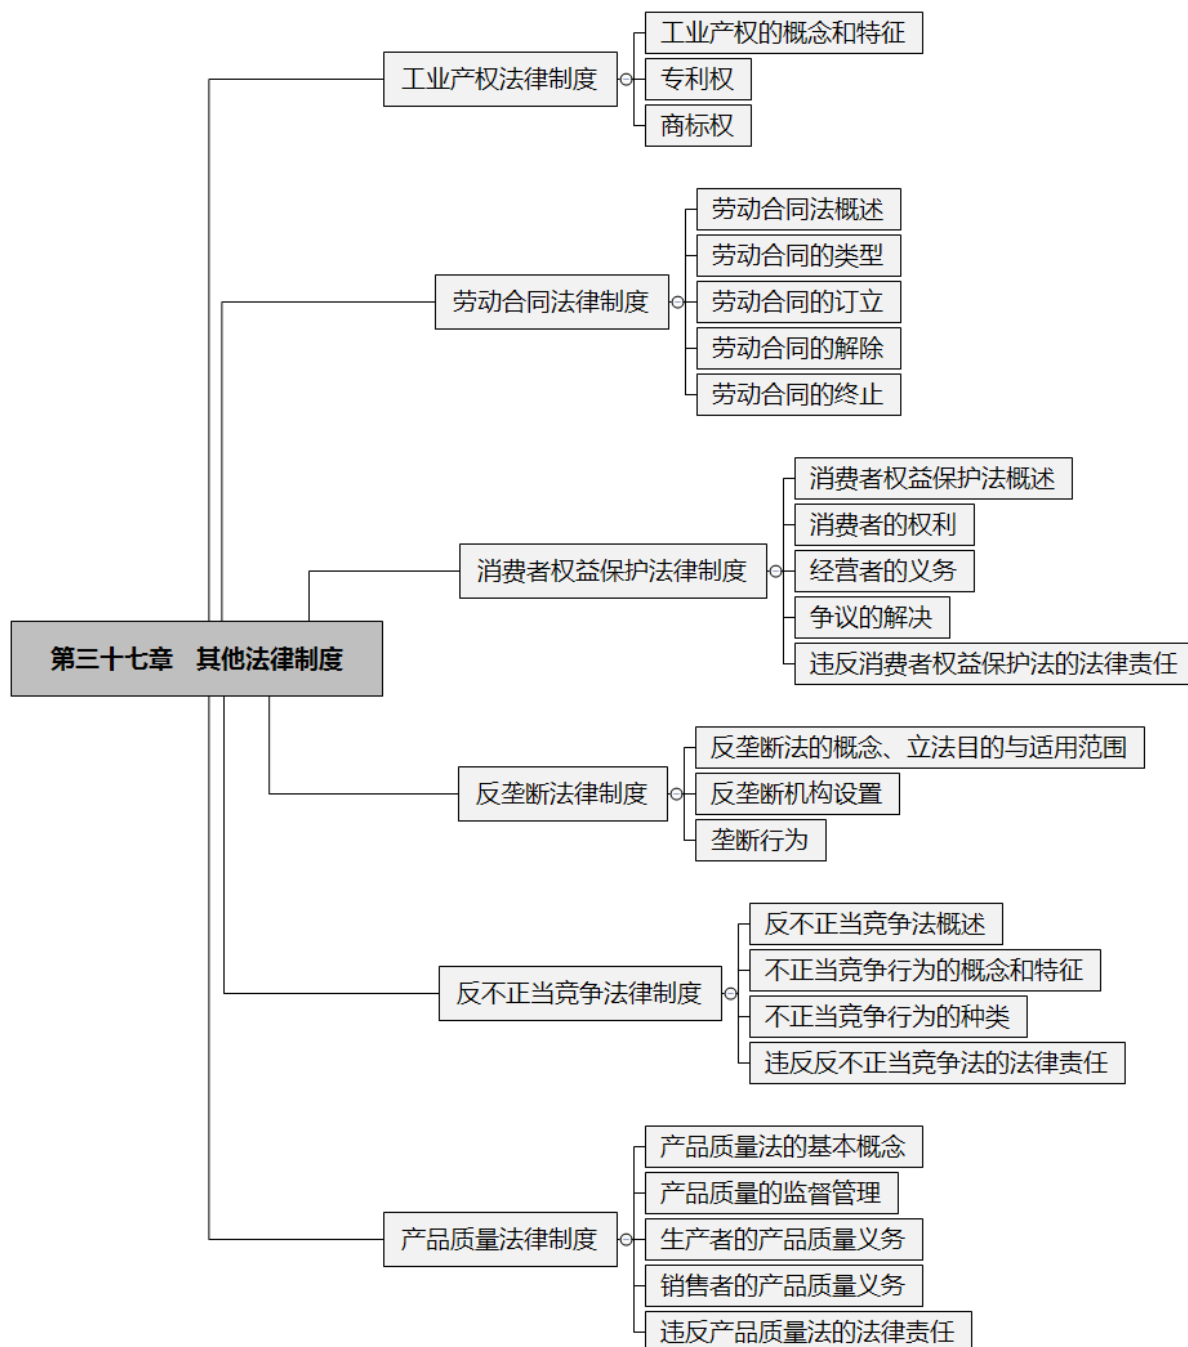 工业产权的概念和特征
工业产权法律制度
专利权
商标权
劳动合同法概述
劳动合同的类型
劳动合同法律制度
劳动合同的订立
劳动合同的解除
劳动合同的终止
消费者权益保护法概述
消费者的权利
消费者权益保护法律制度
经营者的义务
争议的解决
违反消费者权益保护法的法律责任
第三十七章 其他法律制度
反垄断法的概念、立法目的与适用范围
反垄断法律制度
反垄断机构设置
垄断行为
反不正当竞争法概述
不正当竞争行为的概念和特征
反不正当竞争法律制度
不正当竞争行为的种类
违反反不正当竞争法的法律责任
产品质量法的基本概念
产品质量的监督管理
产品质量法律制度
生产者的产品质量义务
销售者的产品质量义务
违反产品质量法的法律责任